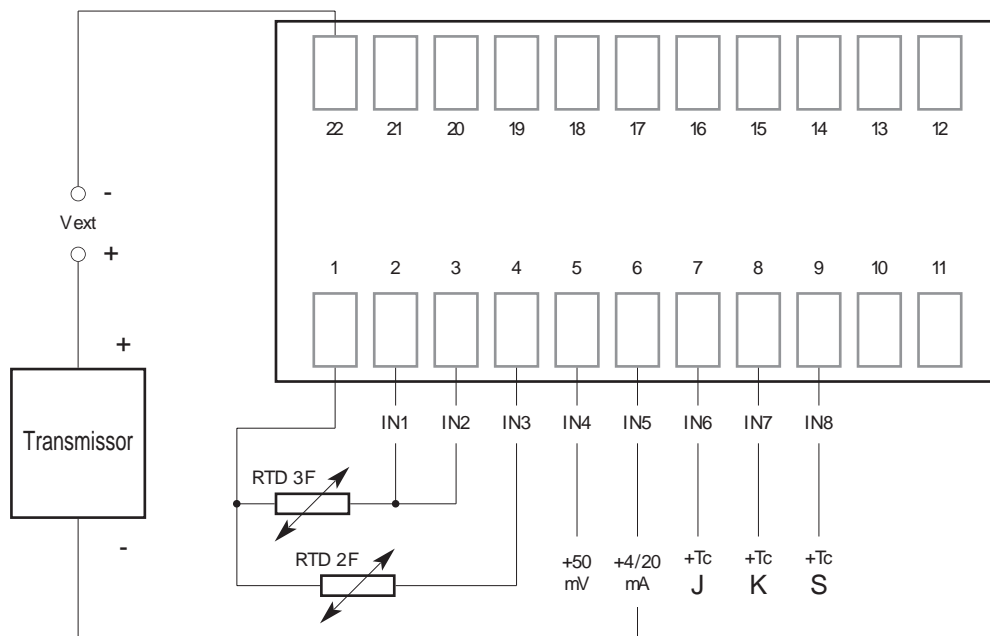 22 21 20 19 18 17 16 15 14 13 12
-
Vext
+
1 2 3 4 5 6 7 8 9 10 11
+
Transmissor
-
IN1 IN2 IN3 IN4 IN5 IN6 IN7 IN8
RTD 3F
RTD 2F
+50 +4/20 +Tc +Tc +Tc
mV mA J K S